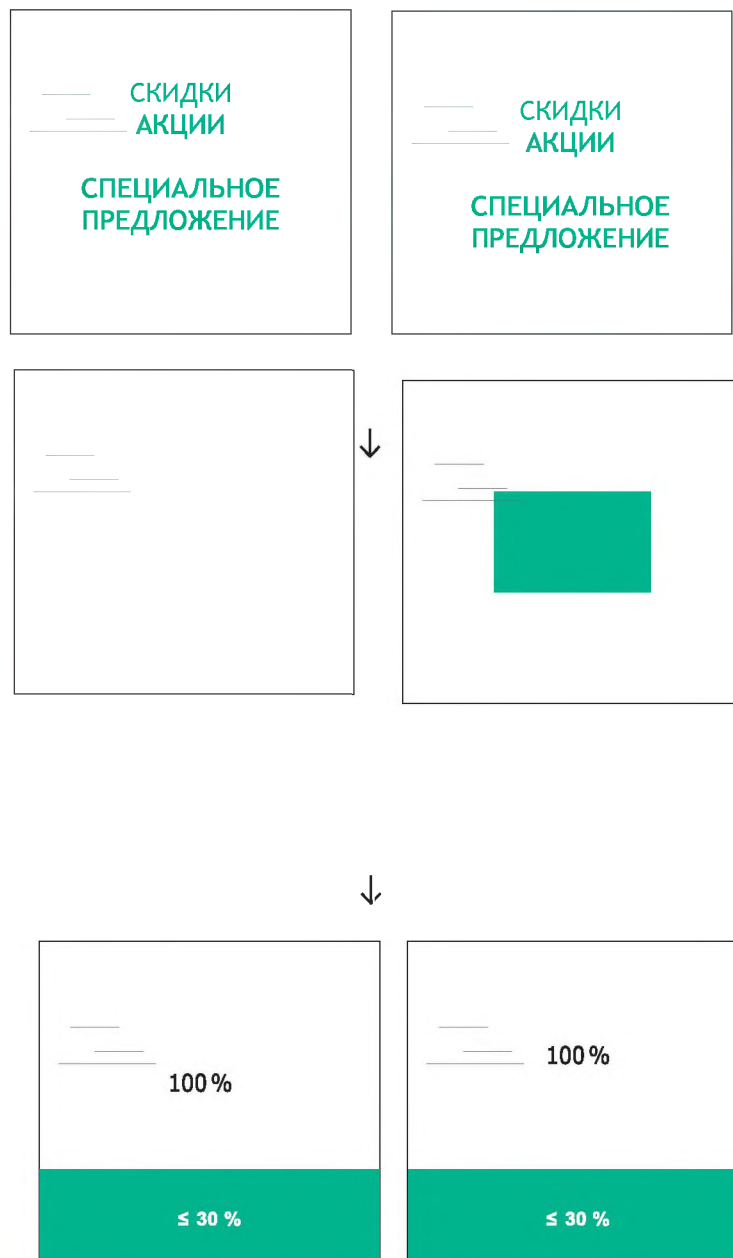 СКИДКИ
АКЦИИ
СПЕЦИАЛЬНОЕ
ПРЕДЛОЖЕНИЕ
СКИДКИ
АКЦИИ
СПЕЦИАЛЬНОЕ
ПРЕДЛОЖЕНИЕ
100 %
≤ 30 %
100 %
≤ 30 %